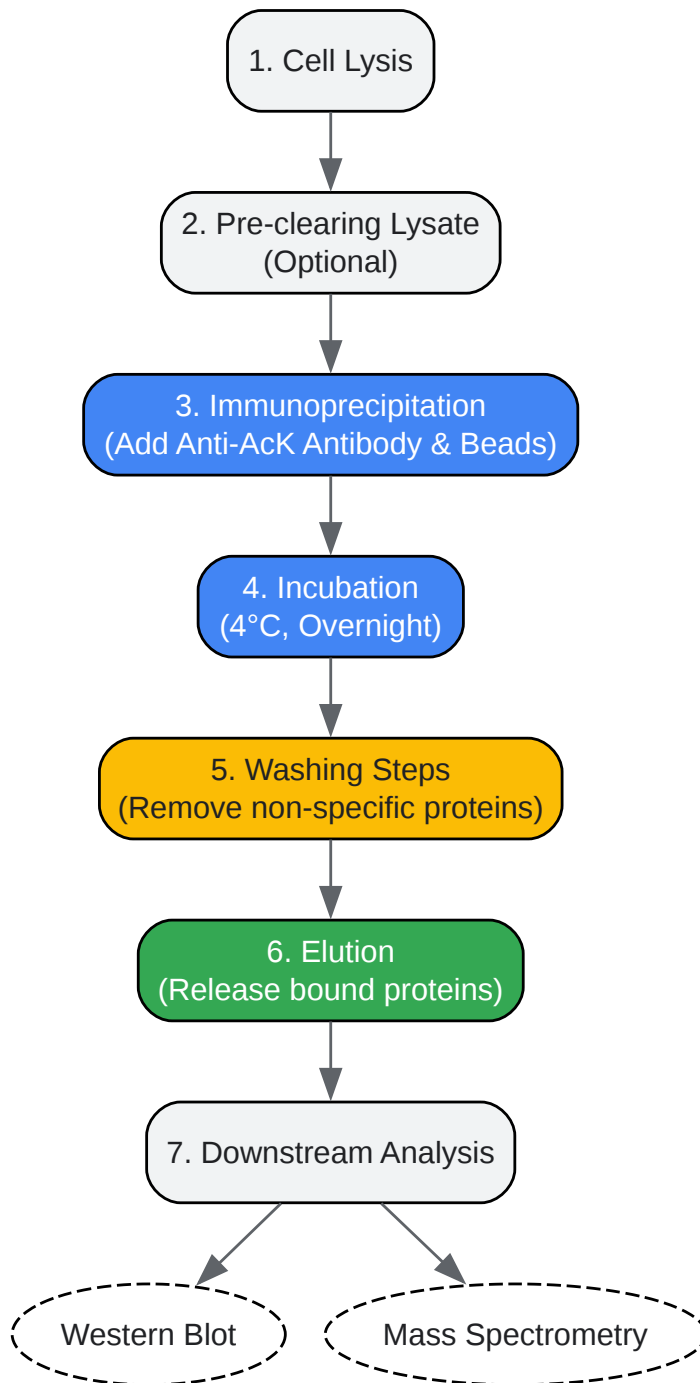 1. Cell Lysis
2. Pre-clearing Lysate
(Optional)
3. Immunoprecipitation
(Add Anti-AcK Antibody & Beads)
4. Incubation
(4°C, Overnight)
5. Washing Steps
(Remove non-specific proteins)
6. Elution
(Release bound proteins)
7. Downstream Analysis
Western Blot
Mass Spectrometry